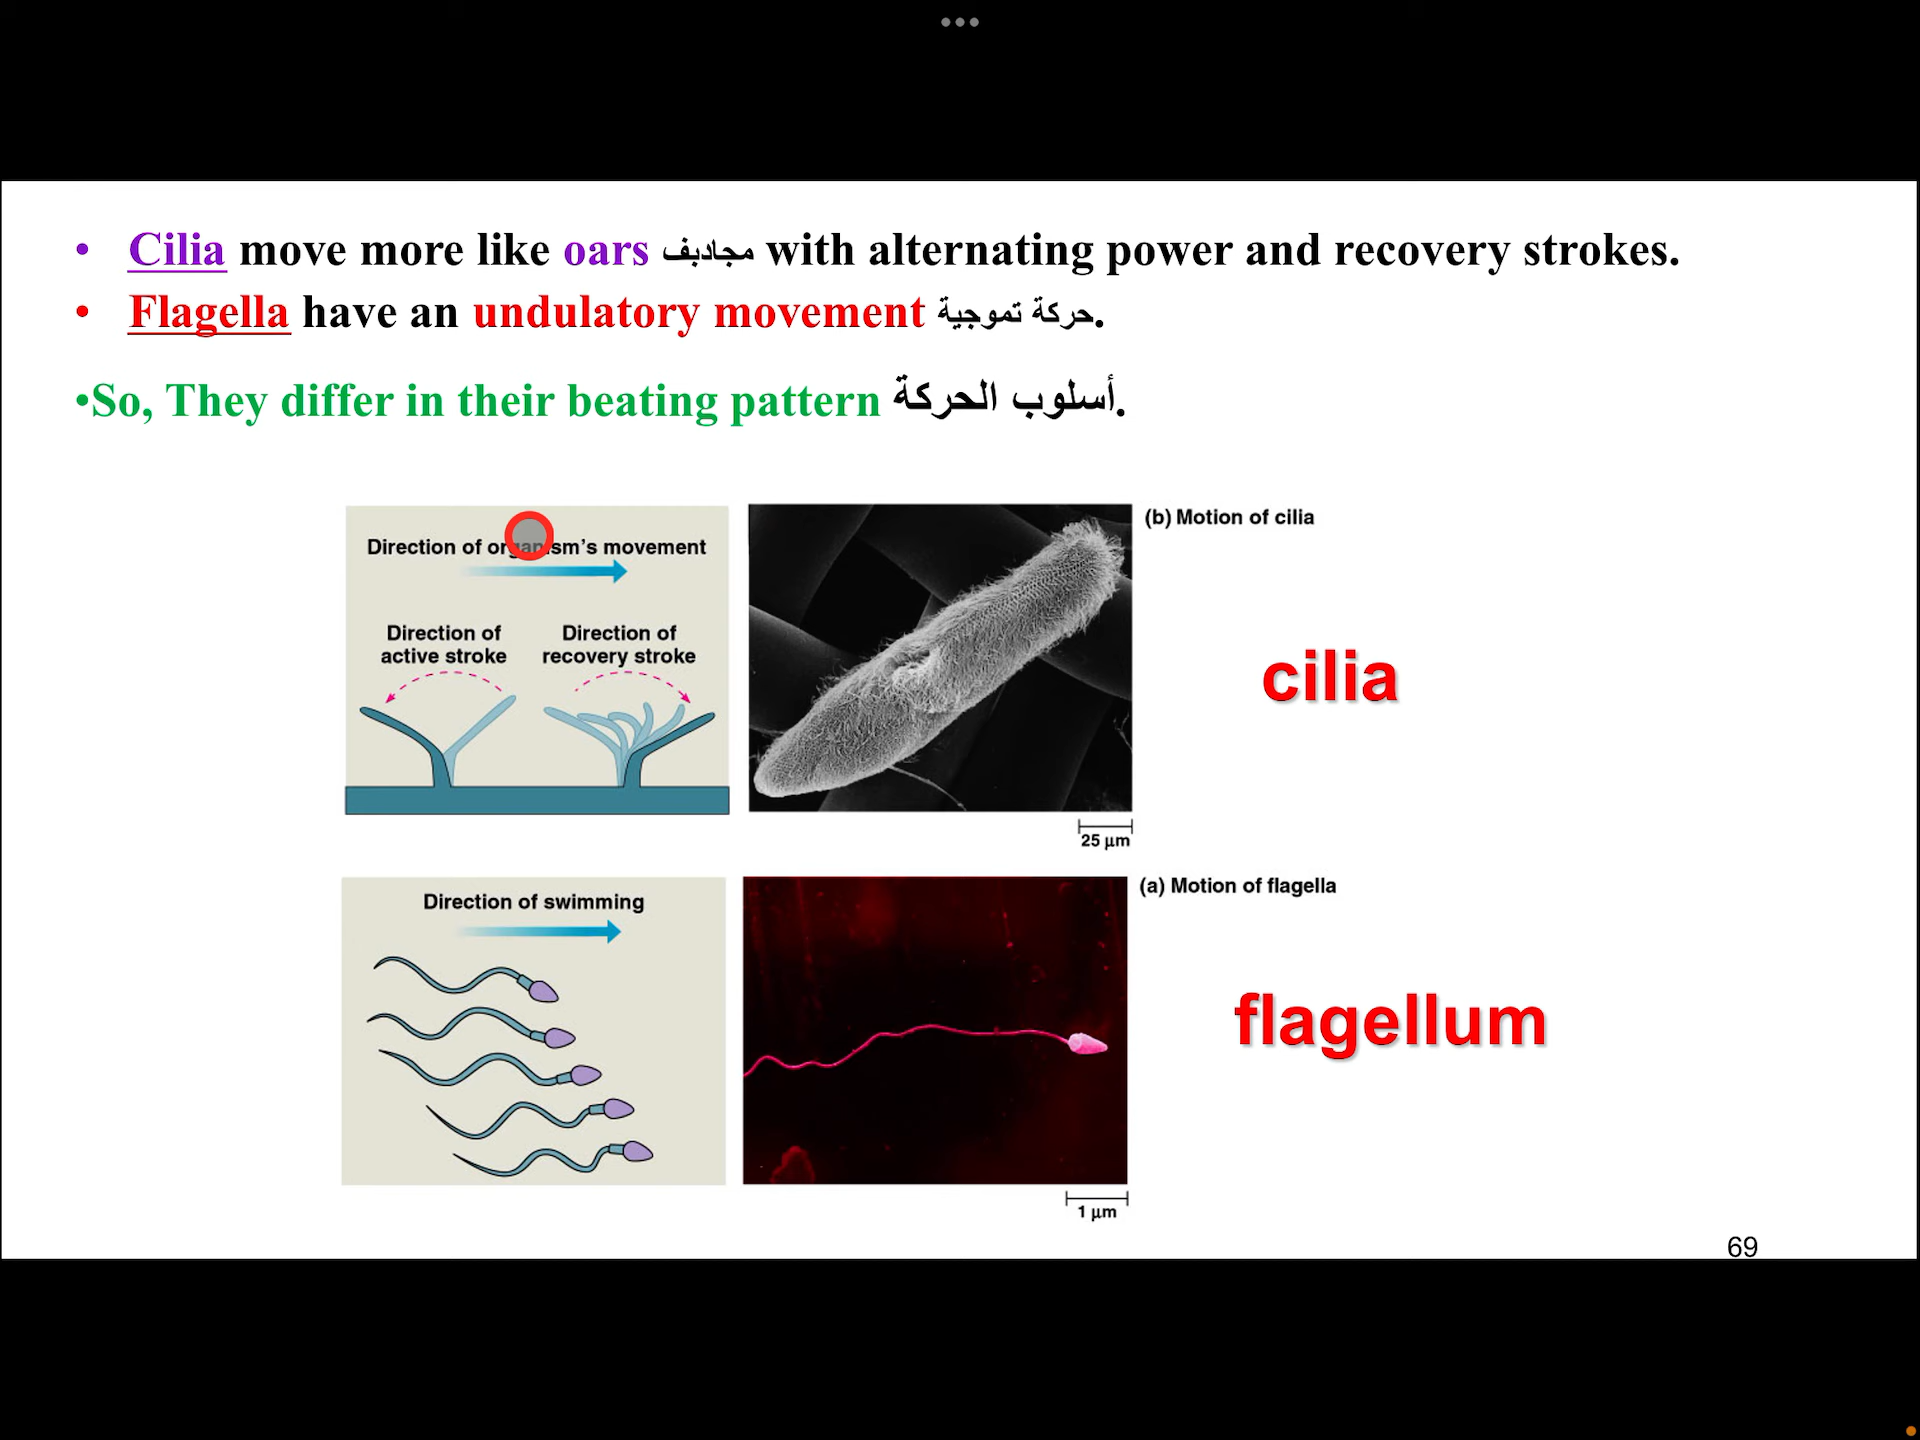 • Cilia move more like oars مجاديف with alternating power and recovery strokes.
• Flagella have an undulatory movement حركة تموجية.
•So, They differ in their beating pattern أسلوب الحركة.
Direction of organism's movement
Direction of active stroke
Direction of recovery stroke
(b) Motion of cilia
cilia
25 µm
Direction of swimming
(a) Motion of flagella
flagellum
1 µm
69